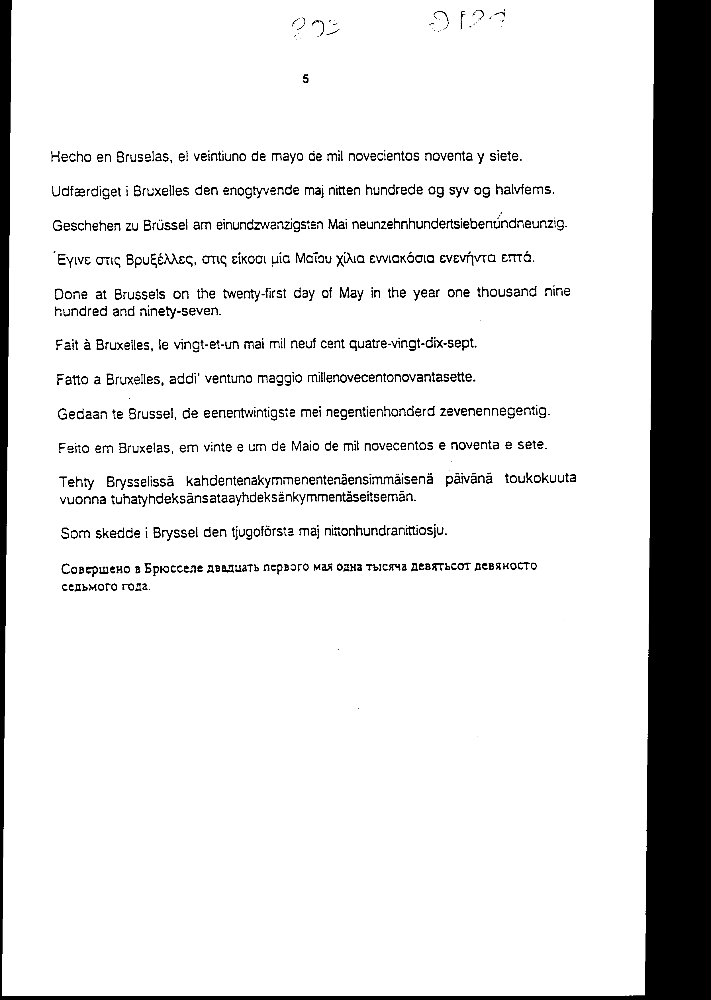 5
Hecho en Bruselas, el veintiuno de mayo de mil novecientos noventa y siete.
Udfærdiget i Bruxelles den enogtyvende maj nitten hundrede og syv og halvfems.
Geschehen zu Brüssel am einundzwanzigsten Mai neunzehnhundertsiebenundneunzig.
Έγινε στις Βρυξέλλες, στις είκοσι μία Μαΐου χίλια εννιακόσια ενενήντα επτά.
Done at Brussels on the twenty-first day of May in the year one thousand nine
hundred and ninety-seven.
Fait à Bruxelles, le vingt-et-un mai mil neuf cent quatre-vingt-dix-sept.
Fatto a Bruxelles, addi' ventuno maggio millenovecentonovantasette.
Gedaan te Brussel, de eenentwintigste mei negentienhonderd zevenennegentig.
Feito em Bruxelas, em vinte e um de Maio de mil novecentos e noventa e sete.
Tehty Brysselissä kahdentenakymmenentenäensimmäisenä päivänä toukokuuta
vuonna tuhatyhdeksänsataayhdeksänkymmentäseitsemän.
Som skedde i Bryssel den tjugoförsta maj nittonhundranittiosju.
Совершено в Брюсселе двадцать первого мая одна тысяча девятьсот девяносто
седьмого года.